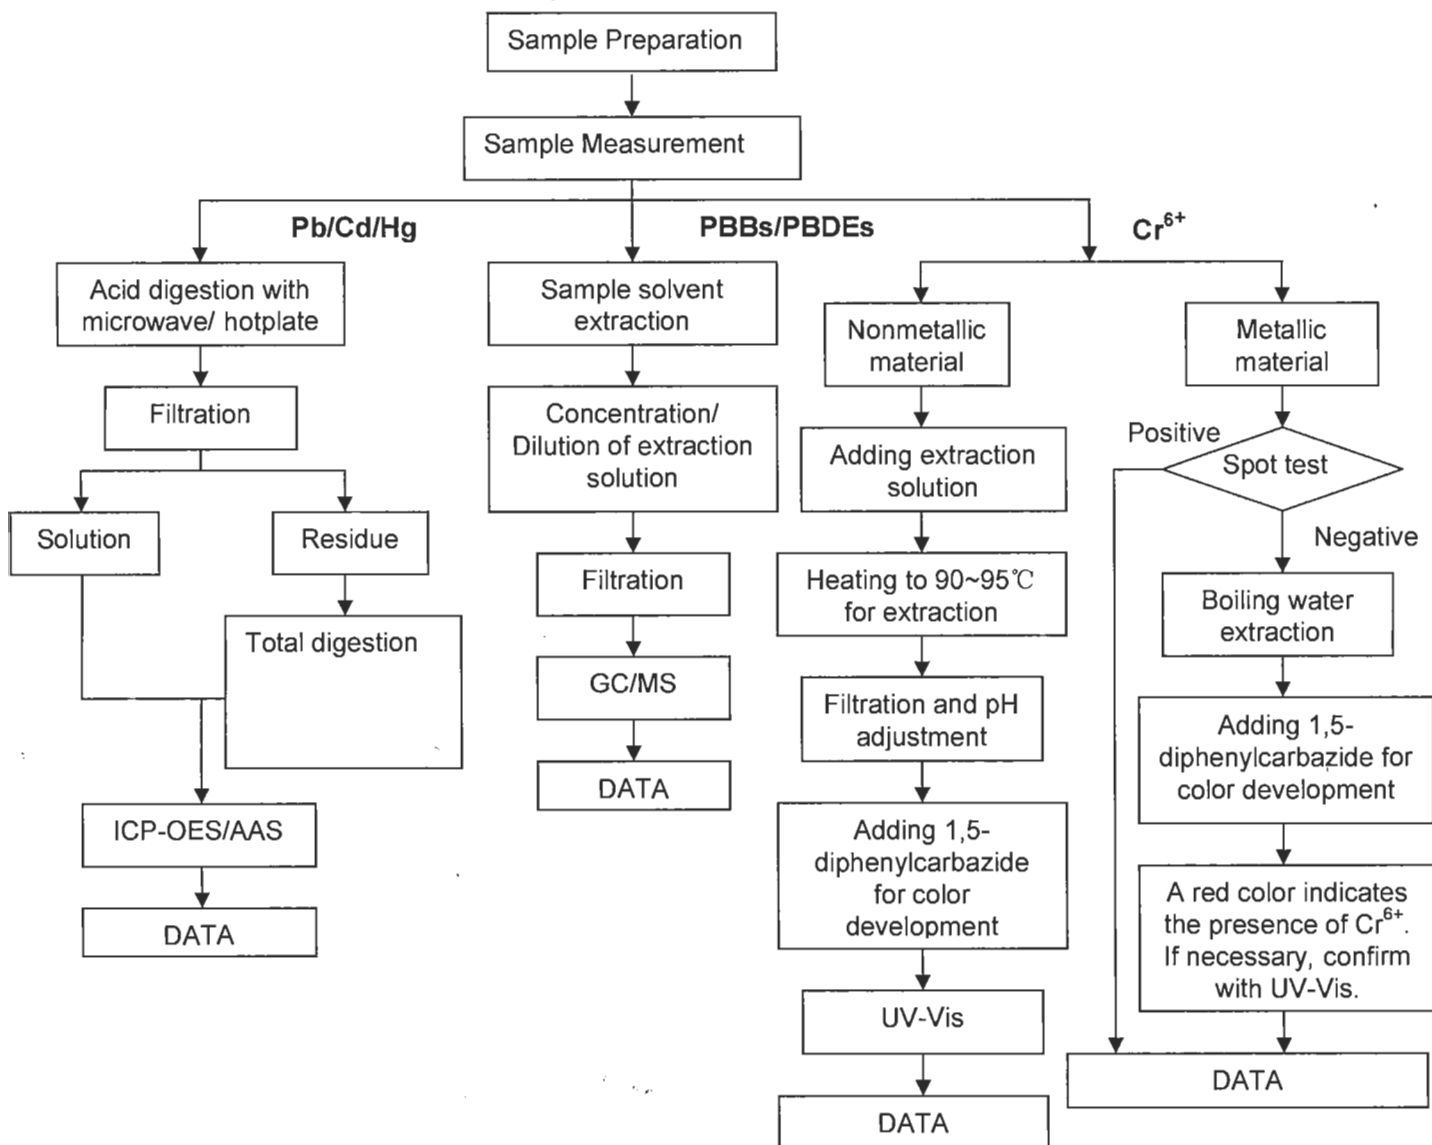 Sample Preparation
Sample Measurement
Pb/Cd/Hg
PBBs/PBDEs
Cr⁶⁺
Acid digestion with
microwave/ hotplate
Filtration
Solution
Residue
Total digestion
ICP-OES/AAS
DATA
Sample solvent
extraction
Concentration/
Dilution of extraction
solution
Filtration
GC/MS
DATA
Nonmetallic
material
Adding extraction
solution
Heating to 90~95℃
for extraction
Filtration and pH
adjustment
Adding 1,5-
diphenylcarbazide
for color
development
UV-Vis
DATA
Metallic
material
Positive
Spot test
Negative
Boiling water
extraction
Adding 1,5-
diphenylcarbazide for
color development
A red color indicates
the presence of Cr⁶⁺.
If necessary, confirm
with UV-Vis.
DATA